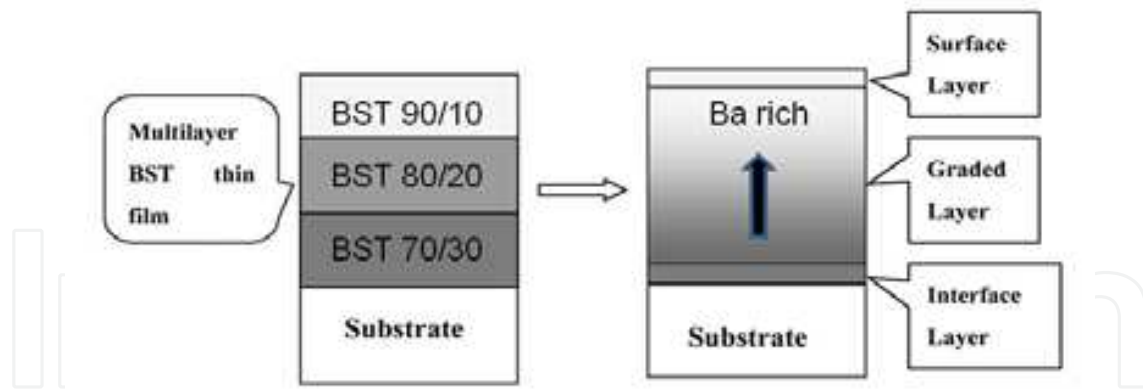 Multilayer
BST thin
film
BST 90/10
BST 80/20
BST 70/30
Substrate
Ba rich
Substrate
Surface
Layer
Graded
Layer
Interface
Layer